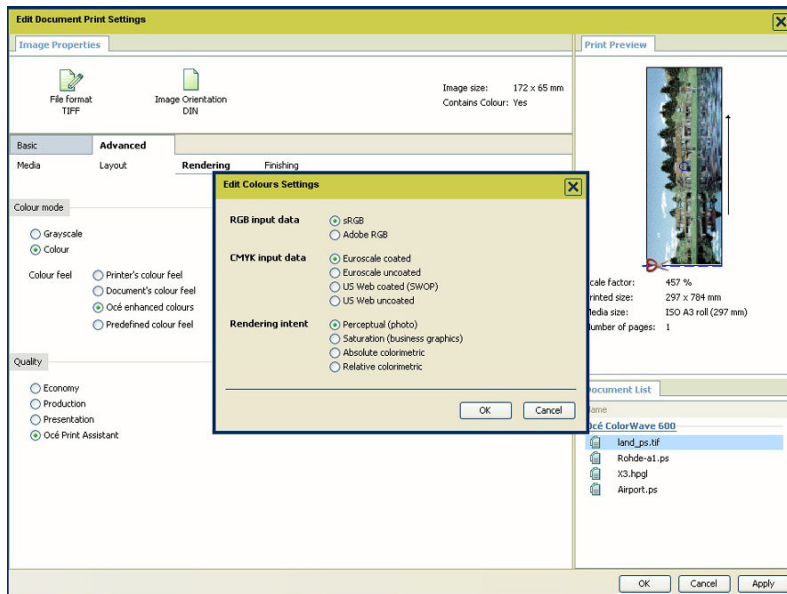 Edit Document Print Settings
Image Properties
File format
TIFF
Image Orientation
DIN
Image size: 172 x 65 mm
Contains Colour: Yes
Basic Advanced
Media Layout Rendering Finishing
Colour mode
Grayscale
Colour
Colour feel
Printer's colour feel
Document's colour feel
Océ enhanced colours
Predefined colour feel
Quality
Economy
Production
Presentation
Océ Print Assistant
Edit Colours Settings
RGB input data
sRGB
Adobe RGB
CMYK input data
Euroscale coated
Euroscale uncoated
US Web coated (SWOP)
US Web uncoated
Rendering intent
Perceptual (photo)
Saturation (business graphics)
Absolute colorimetric
Relative colorimetric
OK Cancel
Print Preview
cale factor: 457 %
rinted size: 297 x 784 mm
Media size: ISO A3 roll (297 mm)
umber of pages: 1
ocument List
ame
Océ ColorWave 600
land_ps.tif
Rohde-a1.ps
X3.hpgl
Airport.ps
OK Cancel Apply